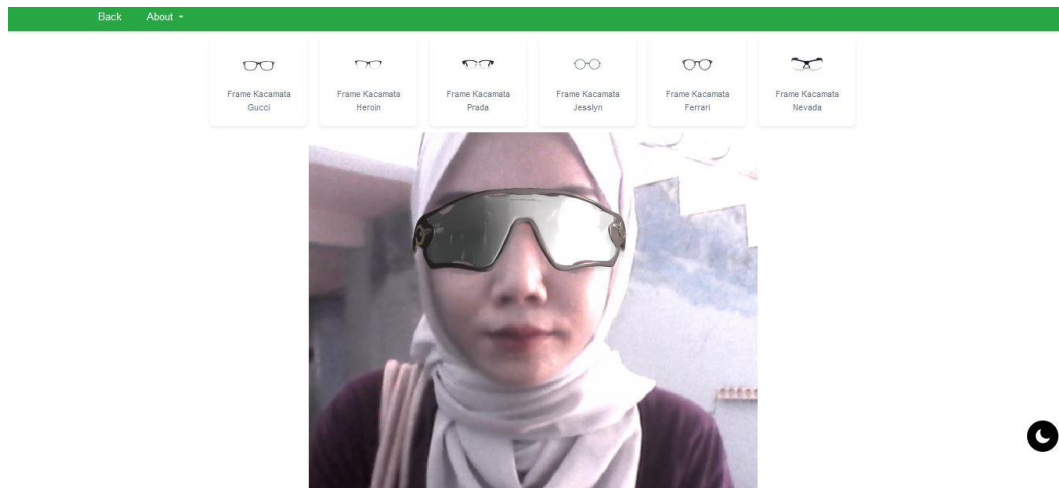 Back About
Frame Kacamata
Gucci
Frame Kacamata
Heroin
Frame Kacamata
Prada
Frame Kacamata
Jesslyn
Frame Kacamata
Ferrari
Frame Kacamata
Nevada